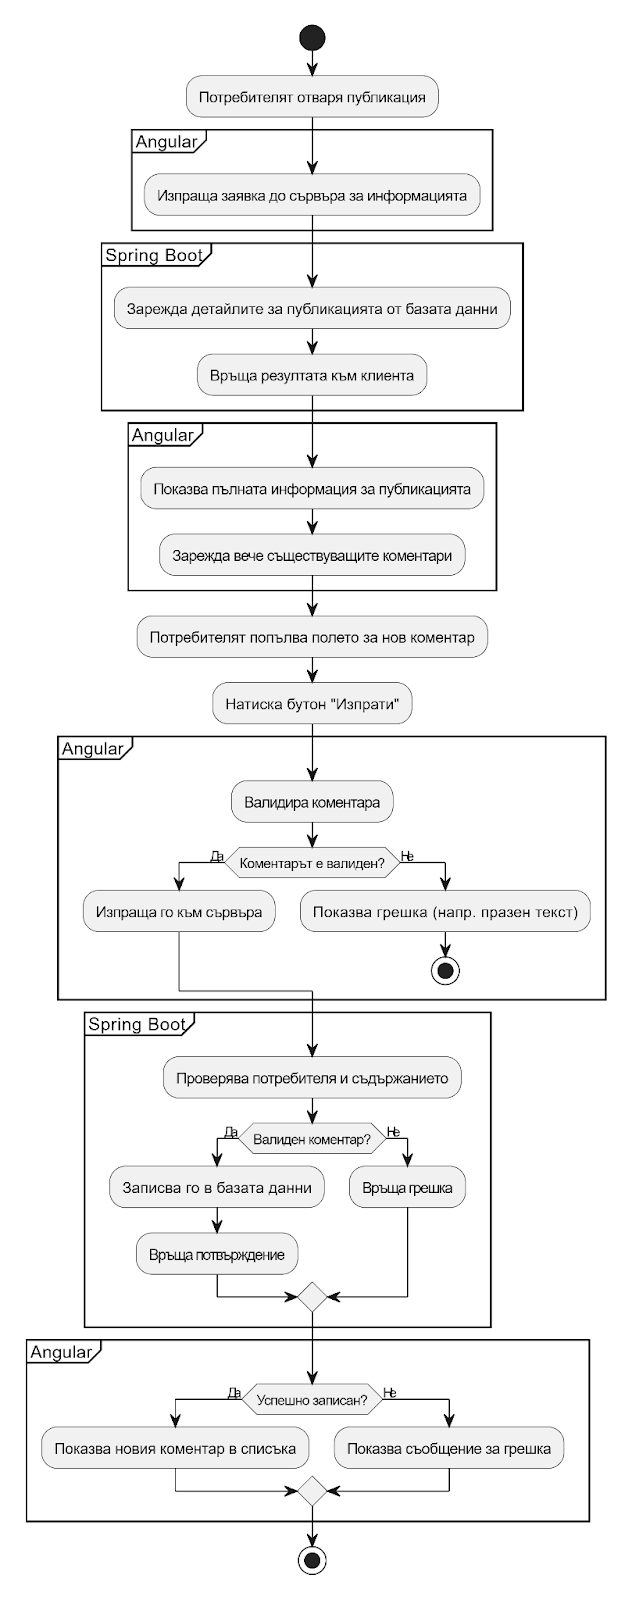 Потребителят отваря публикация
Angular
Изпраща заявка до сървъра за информацията
Spring Boot
Зарежда детайлите за публикацията от базата данни
Връща резултата към клиента
Angular
Показва пълната информация за публикацията
Зарежда вече съществуващите коментари
Потребителят попълва полето за нов коментар
Натиска бутон "Изпрати"
Angular
Валидира коментара
Да
Коментарът е валиден?
Не
Изпраща го към сървъра
Показва грешка (напр. празен текст)
Spring Boot
Проверява потребителя и съдържанието
Да
Валиден коментар?
Не
Записва го в базата данни
Връща грешка
Връща потвърждение
Angular
Да
Успешно записан?
Не
Показва новия коментар в списъка
Показва съобщение за грешка